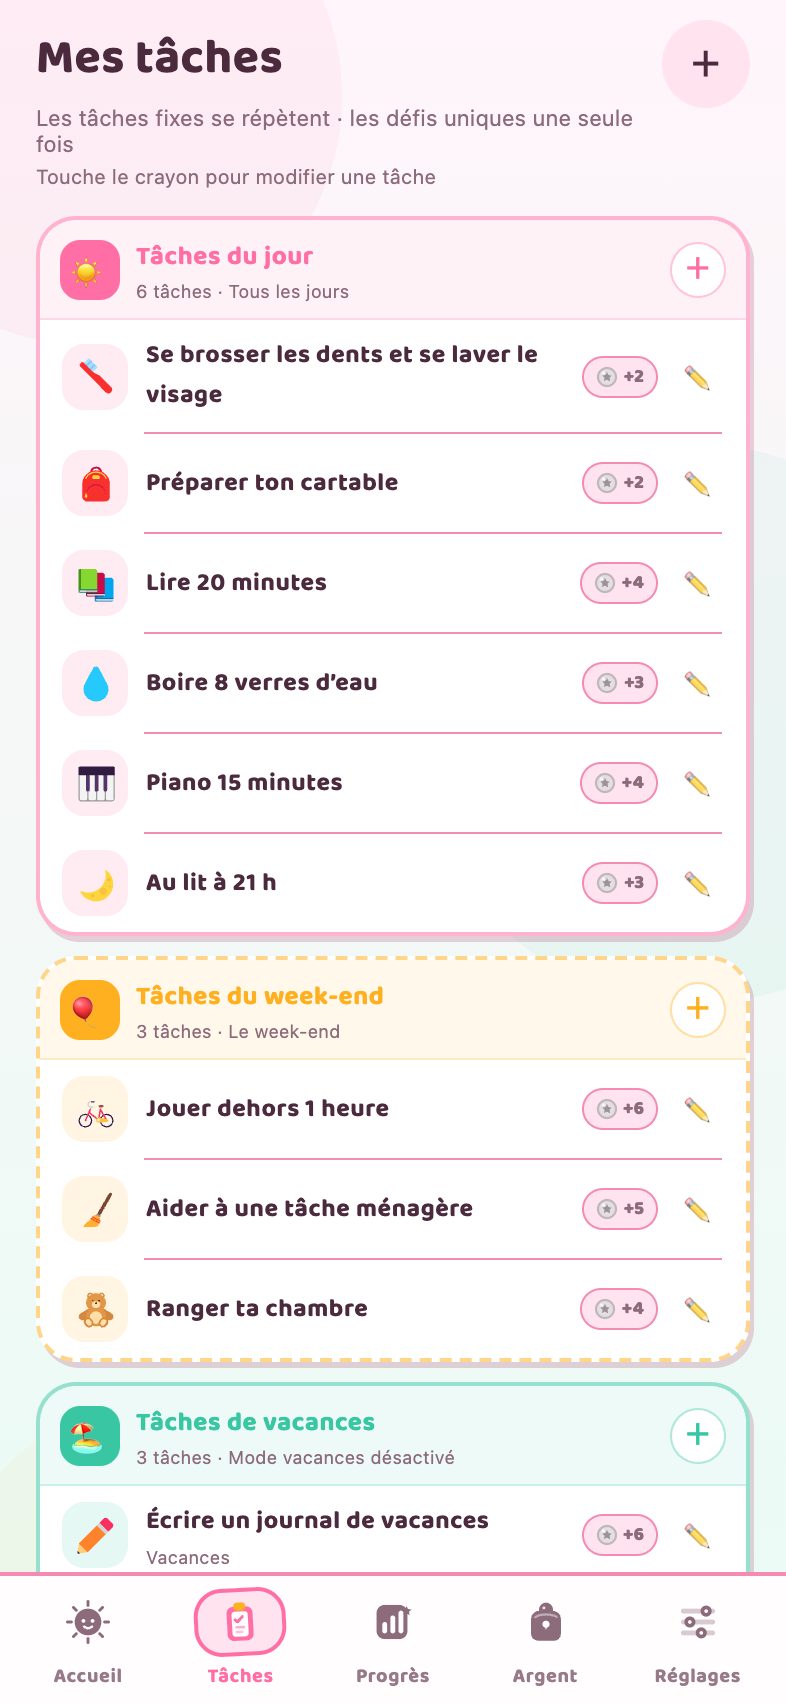 Mes tâches
Les tâches fixes se répètent · les défis uniques une seule
fois
Touche le crayon pour modifier une tâche
Tâches du jour
6 tâches · Tous les jours
Se brosser les dents et se laver le
visage
+2
Préparer ton cartable
+2
Lire 20 minutes
+4
Boire 8 verres d’eau
+3
Piano 15 minutes
+4
Au lit à 21 h
+3
Tâches du week-end
3 tâches · Le week-end
Jouer dehors 1 heure
+6
Aider à une tâche ménagère
+5
Ranger ta chambre
+4
Tâches de vacances
3 tâches · Mode vacances désactivé
Écrire un journal de vacances
Vacances
+6
Accueil
Tâches
Progrès
Argent
Réglages